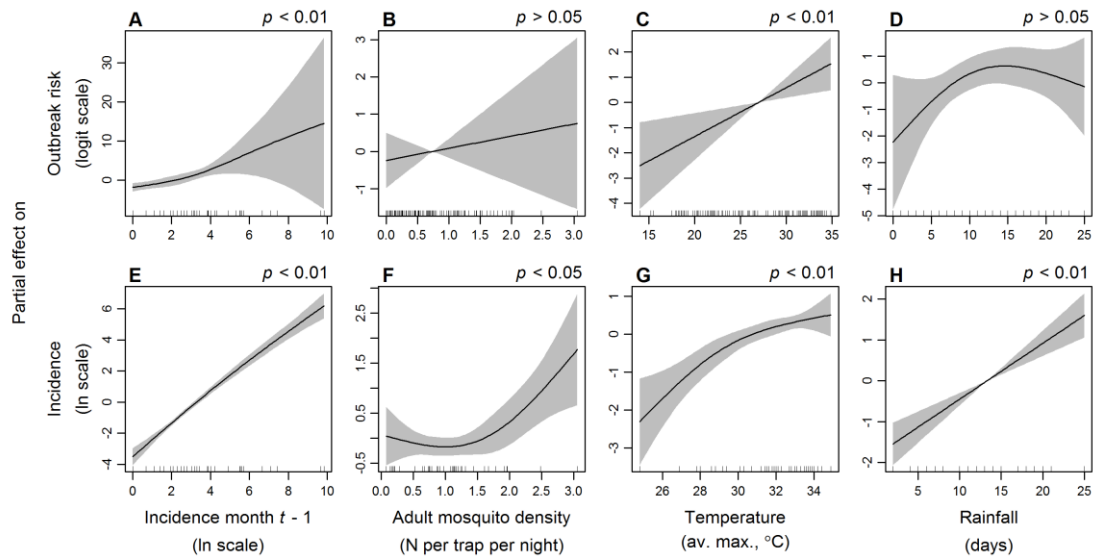 A p < 0.01 B p > 0.05 C p < 0.01 D p > 0.05
Partial effect on
Outbreak risk
(logit scale)
30
20
10
0
0 2 4 6 8 10
3
2
1
0
-1
0.0 0.5 1.0 1.5 2.0 2.5 3.0
2
1
0
-1
-2
-3
-4
15 20 25 30 35
2
1
0
-1
-2
-3
-4
-5
0 5 10 15 20 25
E p < 0.01 F p < 0.05 G p < 0.01 H p < 0.01
Incidence
(ln scale)
6
4
2
0
-2
-4
0 2 4 6 8 10
2.5
1.5
0.5
-0.5
0.0 0.5 1.0 1.5 2.0 2.5 3.0
1
0
-1
-2
-3
26 28 30 32 34
2
1
0
-1
-2
5 10 15 20 25
Incidence month t - 1
(ln scale)
Adult mosquito density
(N per trap per night)
Temperature
(av. max., °C)
Rainfall
(days)